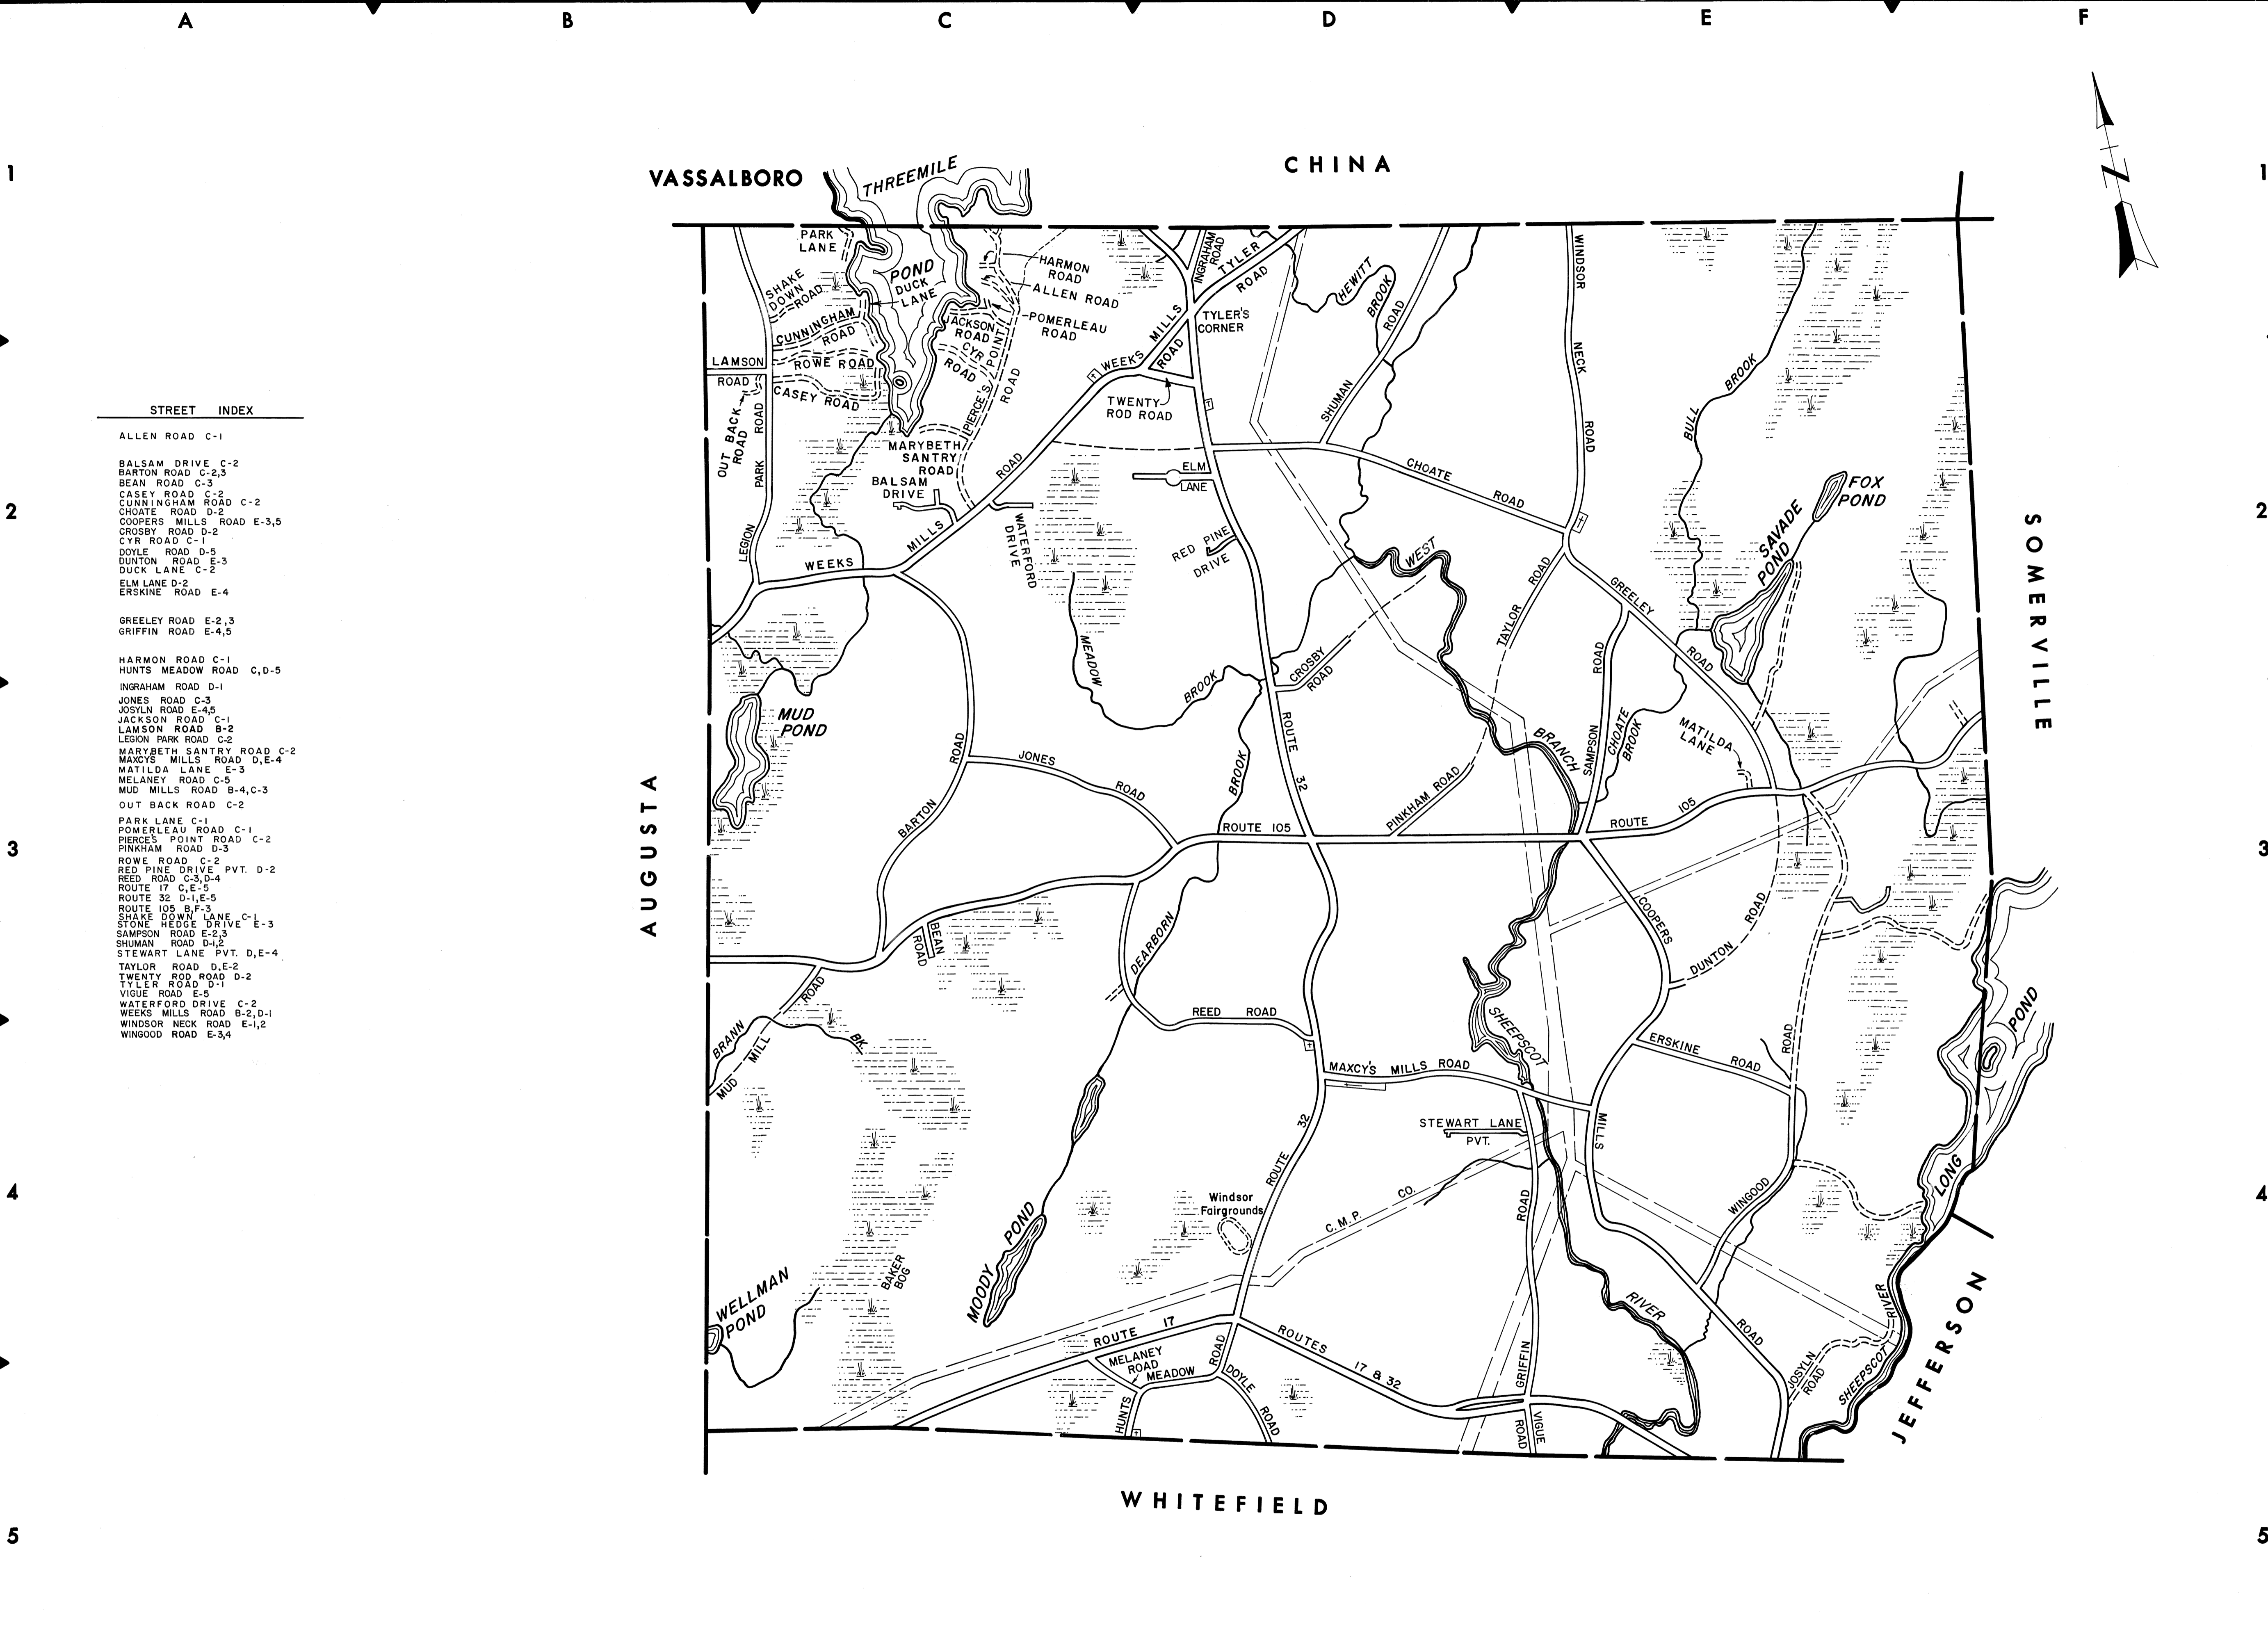 A B C D E F
1 1
2 2
3 3
4 4
5 5
STREET INDEX
ALLEN ROAD C-1
BALSAM DRIVE C-2
BARTON ROAD C-2,3
BEAN ROAD C-3
CASEY ROAD C-2
CUNNINGHAM ROAD C-2
CHOATE ROAD D-2
COOPERS MILLS ROAD E-3,5
CROSBY ROAD D-2
CYR ROAD C-1
DOYLE ROAD D-5
DUNTON ROAD E-3
DUCK LANE C-2
ELM LANE D-2
ERSKINE ROAD E-4
GREELEY ROAD E-2,3
GRIFFIN ROAD E-4,5
HARMON ROAD C-1
HUNTS MEADOW ROAD C,D-5
INGRAHAM ROAD D-1
JONES ROAD C-3
JOSYLN ROAD E-4,5
JACKSON ROAD C-1
LAMSON ROAD B-2
LEGION PARK ROAD C-2
MARYBETH SANTRY ROAD C-2
MAXCYS MILLS ROAD D,E-4
MATILDA LANE E-3
MELANEY ROAD C-5
MUD MILLS ROAD B-4,C-3
OUT BACK ROAD C-2
PARK LANE C-1
POMERLEAU ROAD C-1
PIERCE'S POINT ROAD C-2
PINKHAM ROAD D-3
ROWE ROAD C-2
RED PINE DRIVE PVT. D-2
REED ROAD C-3,D-4
ROUTE 17 C,E-5
ROUTE 32 D-1,E-5
ROUTE 105 B,F-3
SHAKE DOWN LANE C-1
STONE HEDGE DRIVE E-3
SAMPSON ROAD E-2,3
SHUMAN ROAD D-1,2
STEWART LANE PVT. D,E-4
TAYLOR ROAD D,E-2
TWENTY ROD ROAD D-2
TYLER ROAD D-1
VIGUE ROAD E-5
WATERFORD DRIVE C-2
WEEKS MILLS ROAD B-2,D-1
WINDSOR NECK ROAD E-1,2
WINGOOD ROAD E-3,4
VASSALBORO
CHINA
SOMERVILLE
JEFFERSON
WHITEFIELD
AUGUSTA
N
THREEMILE
POND
PARK
LANE
SHAKE
DOWN
ROAD
DUCK
LANE
CUNNINGHAM
ROAD
ROWE ROAD
CASEY ROAD
LAMSON
ROAD
OUT BACK
ROAD
LEGION
PARK
ROAD
HARMON
ROAD
ALLEN ROAD
POMERLEAU
ROAD
JACKSON
ROAD
CYR
ROAD
PIERCE'S
POINT
ROAD
MARYBETH
SANTRY
ROAD
BALSAM
DRIVE
WATERFORD
DRIVE
WEEKS
MILLS
ROAD
WEEKS
MILLS
ROAD
INGRAHAM
ROAD
TYLER
ROAD
TYLER'S
CORNER
TWENTY
ROD ROAD
ELM
LANE
RED PINE
DRIVE
HEWITT
BROOK
SHUMAN
ROAD
CHOATE
ROAD
WINDSOR
NECK
ROAD
BULL
BROOK
FOX
POND
SAVADE
POND
WEST
BRANCH
TAYLOR
ROAD
GREELEY
ROAD
MEADOW
BROOK
CROSBY
ROAD
SAMPSON
ROAD
CHOATE
BROOK
MATILDA
LANE
MUD
POND
BARTON
ROAD
JONES
ROAD
BROOK
ROUTE
32
PINKHAM ROAD
ROUTE 105
ROUTE
105
BEAN
ROAD
DEARBORN
COOPERS
MILLS
ROAD
DUNTON
ROAD
BRANN
BK.
MUD
MILL
ROAD
REED ROAD
SHEEPSCOT
RIVER
MAXCY'S MILLS ROAD
ERSKINE
ROAD
STEWART LANE
PVT.
ROUTE
32
Windsor
Fairgrounds
C.M.P.
CO.
WINGOOD
ROAD
LONG
POND
BAKER
BOG
MOODY
POND
WELLMAN
POND
ROUTE
17
ROUTES
17 & 32
MELANEY
ROAD
HUNTS
MEADOW
ROAD
DOYLE
ROAD
GRIFFIN
ROAD
VIGUE
ROAD
JOSYLN
ROAD
SHEEPSCOT
RIVER